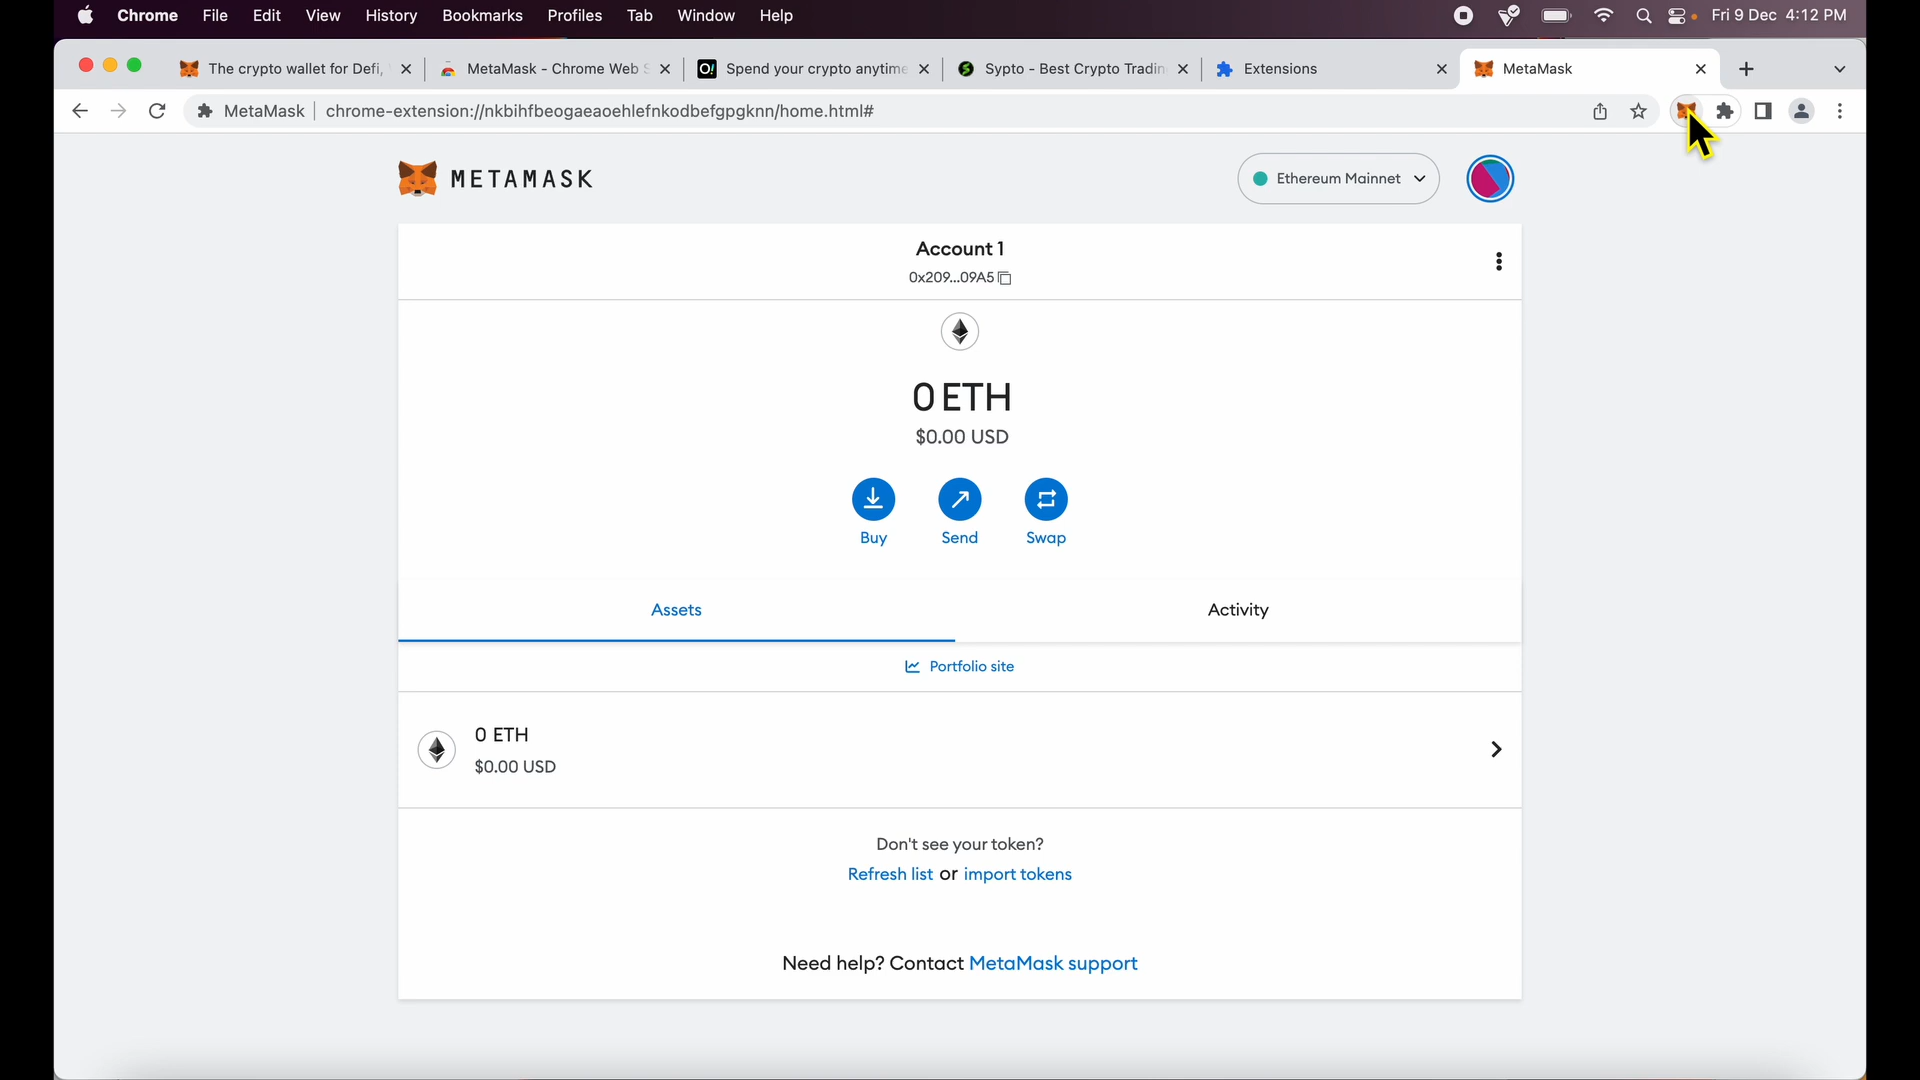 Chrome File Edit View History Bookmarks Profiles Tab Window Help
Fri 9 Dec 4:12 PM
The crypto wallet for Defi,
MetaMask - Chrome Web S
O! Spend your crypto anytime
Sypto - Best Crypto Tradin
Extensions
MetaMask
MetaMask chrome-extension://nkbihfbeogaeaoehlefnkodbefgpgknn/home.html#
METAMASK
Ethereum Mainnet
Account 1
0x209...09A5
0 ETH
$0.00 USD
Buy Send Swap
Assets Activity
Portfolio site
0 ETH
$0.00 USD
Don't see your token?
Refresh list or import tokens
Need help? Contact MetaMask support